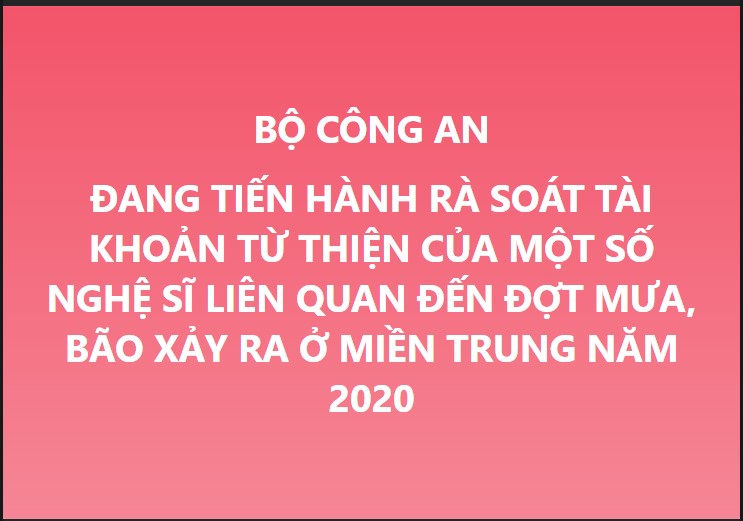 BỘ CÔNG AN
ĐANG TIẾN HÀNH RÀ SOÁT TÀI
KHOẢN TỪ THIỆN CỦA MỘT SỐ
NGHỆ SĨ LIÊN QUAN ĐẾN ĐỢT MƯA,
BÃO XẢY RA Ở MIỀN TRUNG NĂM
2020